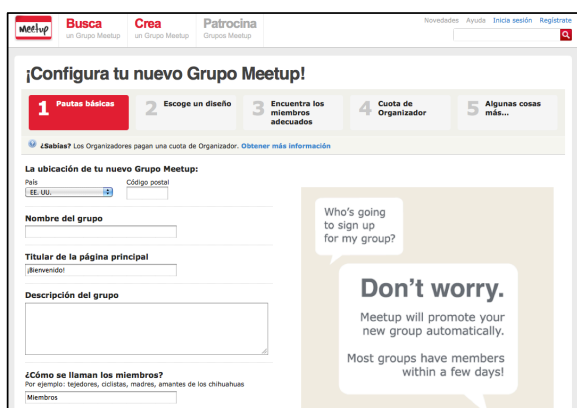 Meetup
Busca
un Grupo Meetup
Crea
un Grupo Meetup
Patrocina
Grupos Meetup
Novedades Ayuda Inicia sesión Regístrate
¡Configura tu nuevo Grupo Meetup!
1 Pautas básicas
2 Escoge un diseño
3 Encuentra los
miembros
adecuados
4 Cuota de
Organizador
5 Algunas cosas
más...
¿Sabías? Los Organizadores pagan una cuota de Organizador. Obtener más información
La ubicación de tu nuevo Grupo Meetup:
País Código postal
EE. UU.
Nombre del grupo
Titular de la página principal
¡Bienvenido!
Descripción del grupo
¿Cómo se llaman los miembros?
Por ejemplo: tejedores, ciclistas, madres, amantes de los chihuahuas
Miembros
Who's going
to sign up
for my group?
Don't worry.
Meetup will promote your
new group automatically.
Most groups have members
within a few days!